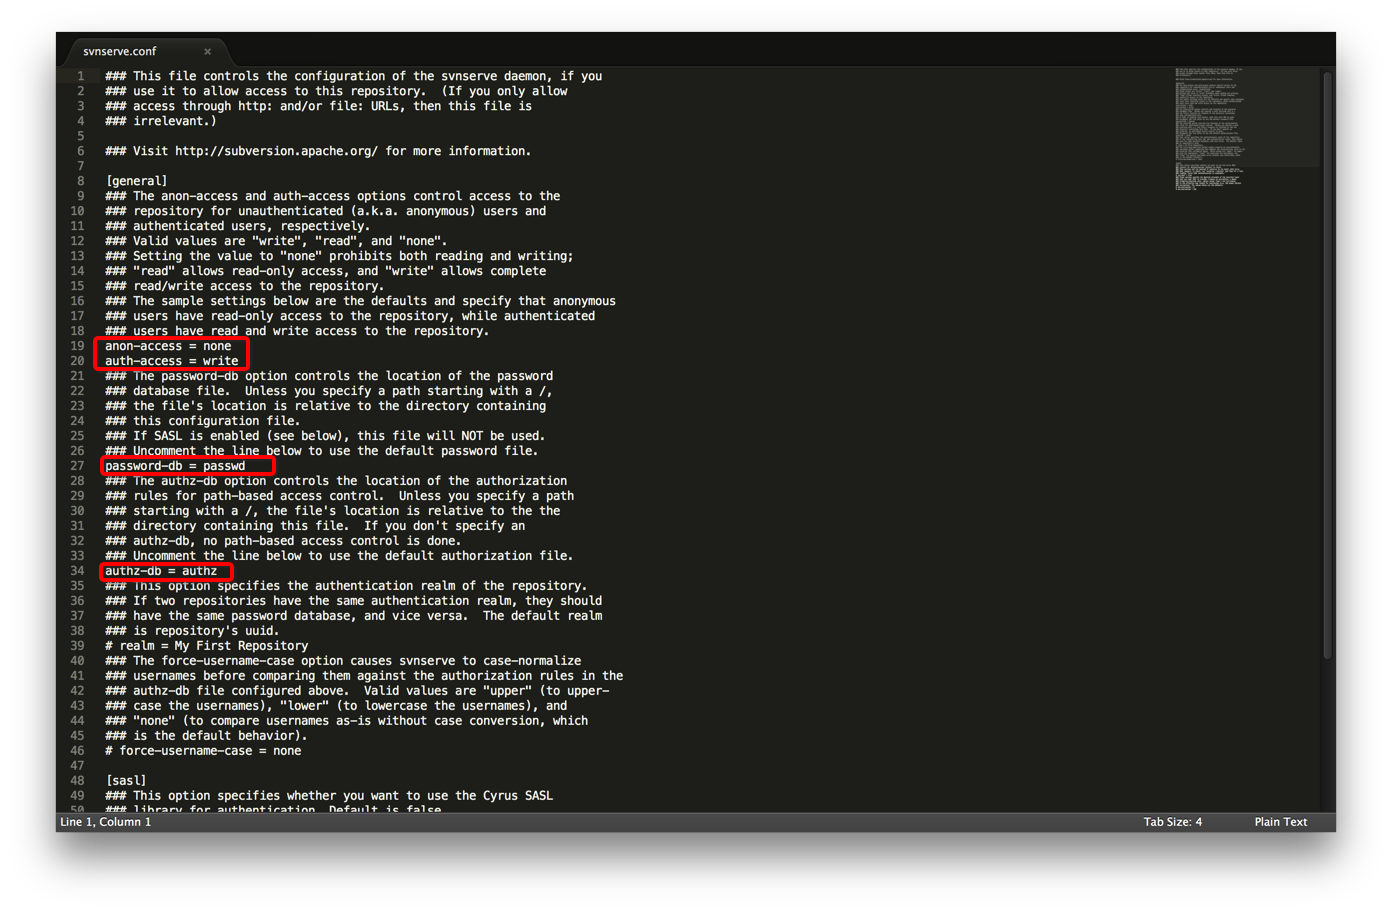 svnserve.conf ×
1 ### This file controls the configuration of the svnserve daemon, if you
2 ### use it to allow access to this repository.  (If you only allow
3 ### access through http: and/or file: URLs, then this file is
4 ### irrelevant.)
5
6 ### Visit http://subversion.apache.org/ for more information.
7
8 [general]
9 ### The anon-access and auth-access options control access to the
10 ### repository for unauthenticated (a.k.a. anonymous) users and
11 ### authenticated users, respectively.
12 ### Valid values are "write", "read", and "none".
13 ### Setting the value to "none" prohibits both reading and writing;
14 ### "read" allows read-only access, and "write" allows complete
15 ### read/write access to the repository.
16 ### The sample settings below are the defaults and specify that anonymous
17 ### users have read-only access to the repository, while authenticated
18 ### users have read and write access to the repository.
19 anon-access = none
20 auth-access = write
21 ### The password-db option controls the location of the password
22 ### database file.  Unless you specify a path starting with a /,
23 ### the file's location is relative to the directory containing
24 ### this configuration file.
25 ### If SASL is enabled (see below), this file will NOT be used.
26 ### Uncomment the line below to use the default password file.
27 password-db = passwd
28 ### The authz-db option controls the location of the authorization
29 ### rules for path-based access control.  Unless you specify a path
30 ### starting with a /, the file's location is relative to the the
31 ### directory containing this file.  If you don't specify an
32 ### authz-db, no path-based access control is done.
33 ### Uncomment the line below to use the default authorization file.
34 authz-db = authz
35 ### This option specifies the authentication realm of the repository.
36 ### If two repositories have the same authentication realm, they should
37 ### have the same password database, and vice versa.  The default realm
38 ### is repository's uuid.
39 # realm = My First Repository
40 ### The force-username-case option causes svnserve to case-normalize
41 ### usernames before comparing them against the authorization rules in the
42 ### authz-db file configured above.  Valid values are "upper" (to upper-
43 ### case the usernames), "lower" (to lowercase the usernames), and
44 ### "none" (to compare usernames as-is without case conversion, which
45 ### is the default behavior).
46 # force-username-case = none
47
48 [sasl]
49 ### This option specifies whether you want to use the Cyrus SASL
50 ### library for authentication. Default is false.
Line 1, Column 1 Tab Size: 4 Plain Text